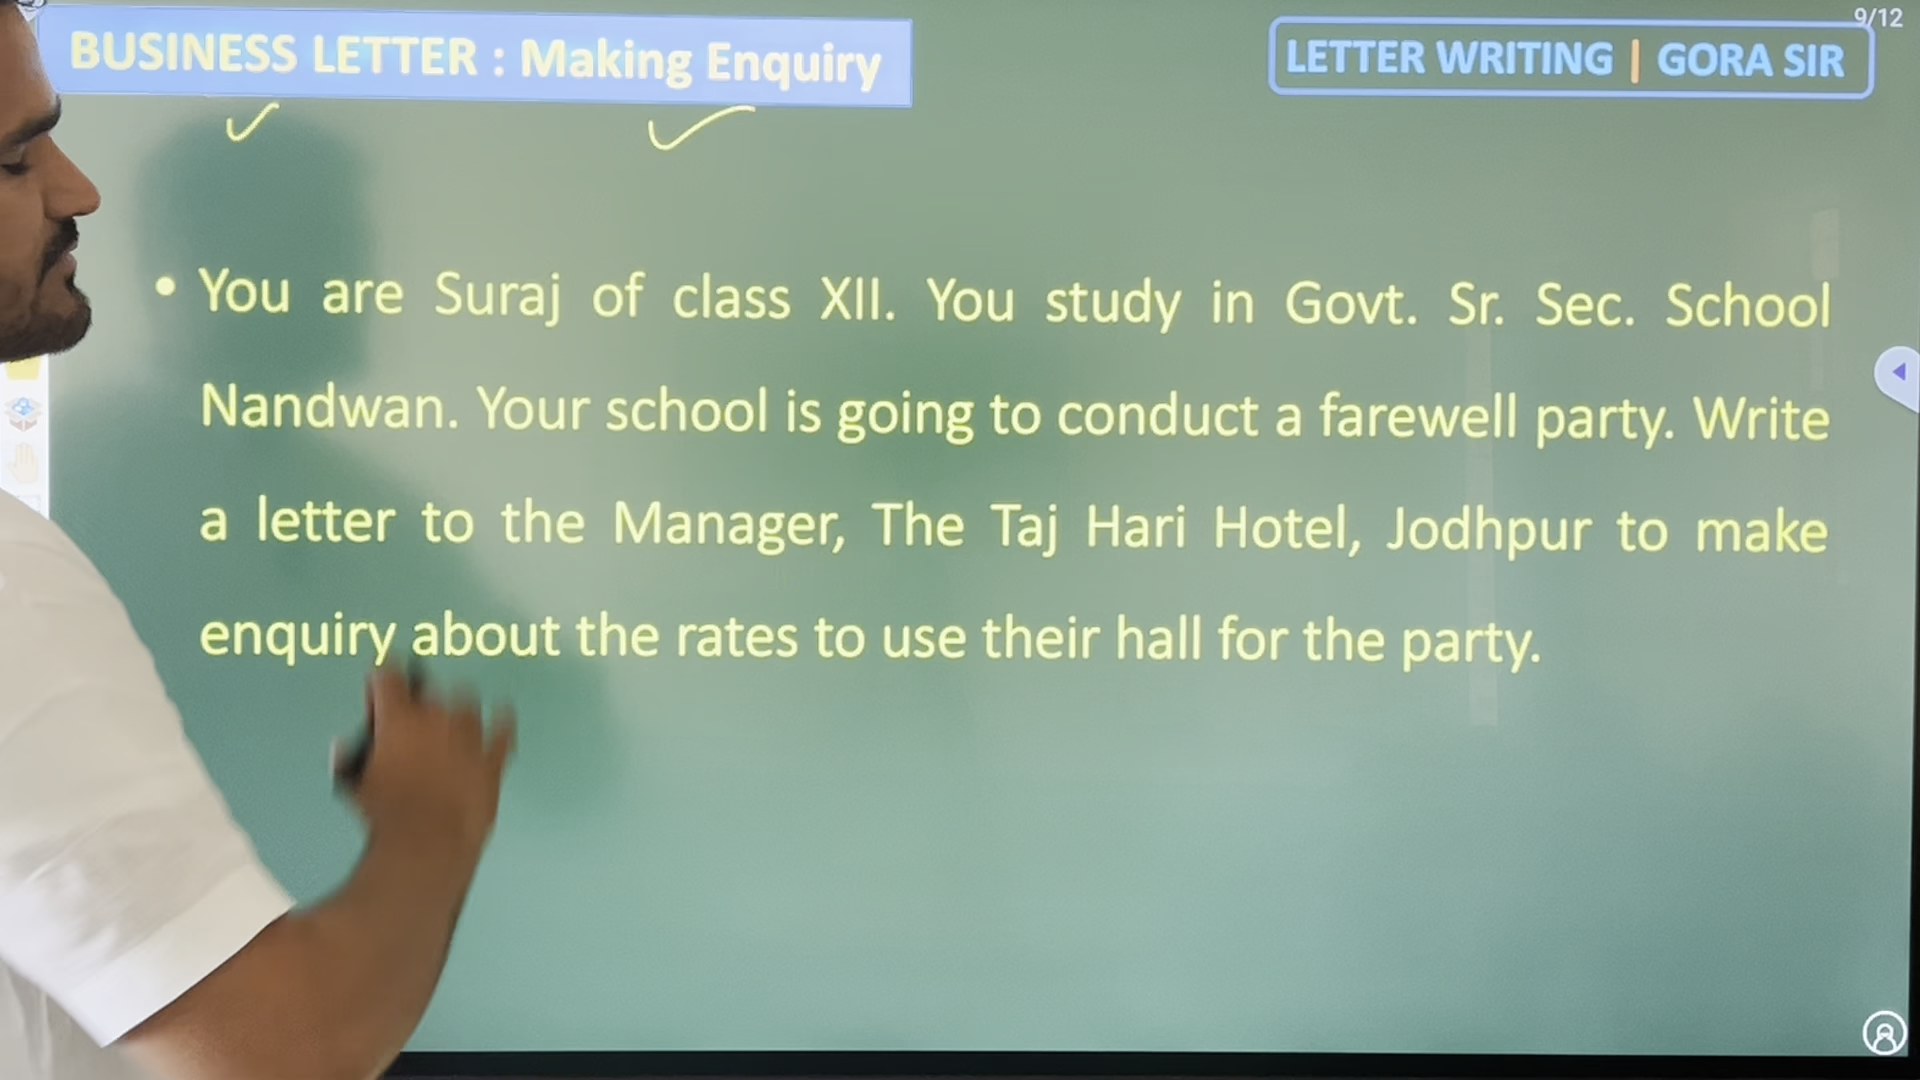 9/12
BUSINESS LETTER : Making Enquiry
LETTER WRITING | GORA SIR
• You are Suraj of class XII. You study in Govt. Sr. Sec. School
Nandwan. Your school is going to conduct a farewell party. Write
a letter to the Manager, The Taj Hari Hotel, Jodhpur to make
enquiry about the rates to use their hall for the party.